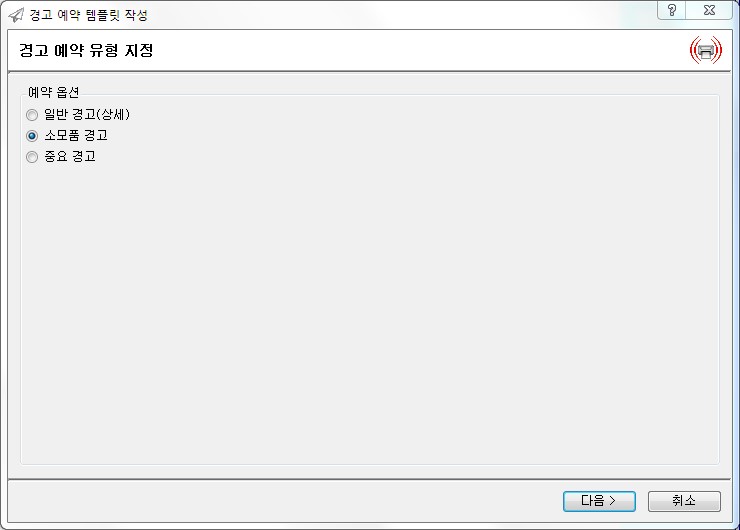 경고 예약 템플릿 작성
경고 예약 유형 지정
예약 옵션
일반 경고(상세)
소모품 경고
중요 경고
다음 >
취소